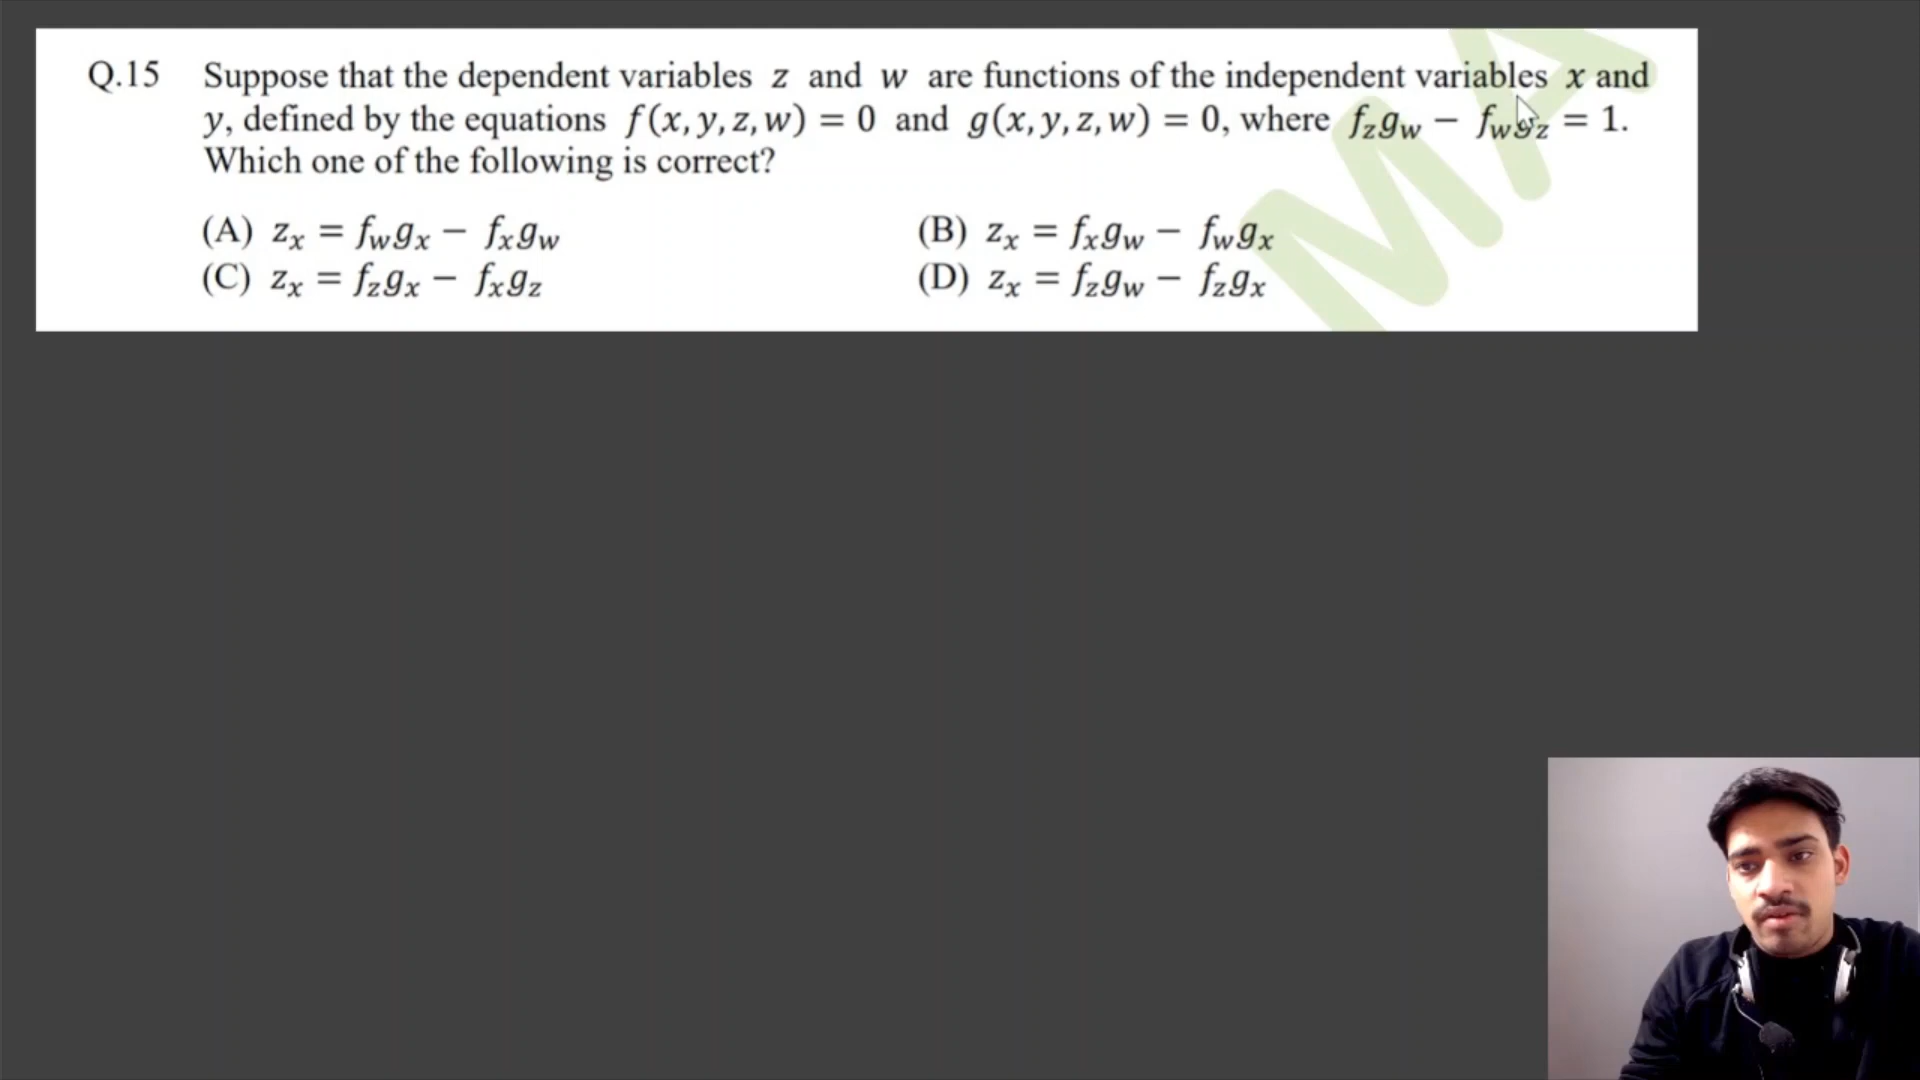 Q.15 Suppose that the dependent variables z and w are functions of the independent variables x and
y, defined by the equations f(x, y, z, w) = 0 and g(x, y, z, w) = 0, where f_z g_w − f_w g_z = 1.
Which one of the following is correct?
(A) z_x = f_w g_x − f_x g_w (B) z_x = f_x g_w − f_w g_x
(C) z_x = f_z g_x − f_x g_z (D) z_x = f_z g_w − f_z g_x
MA